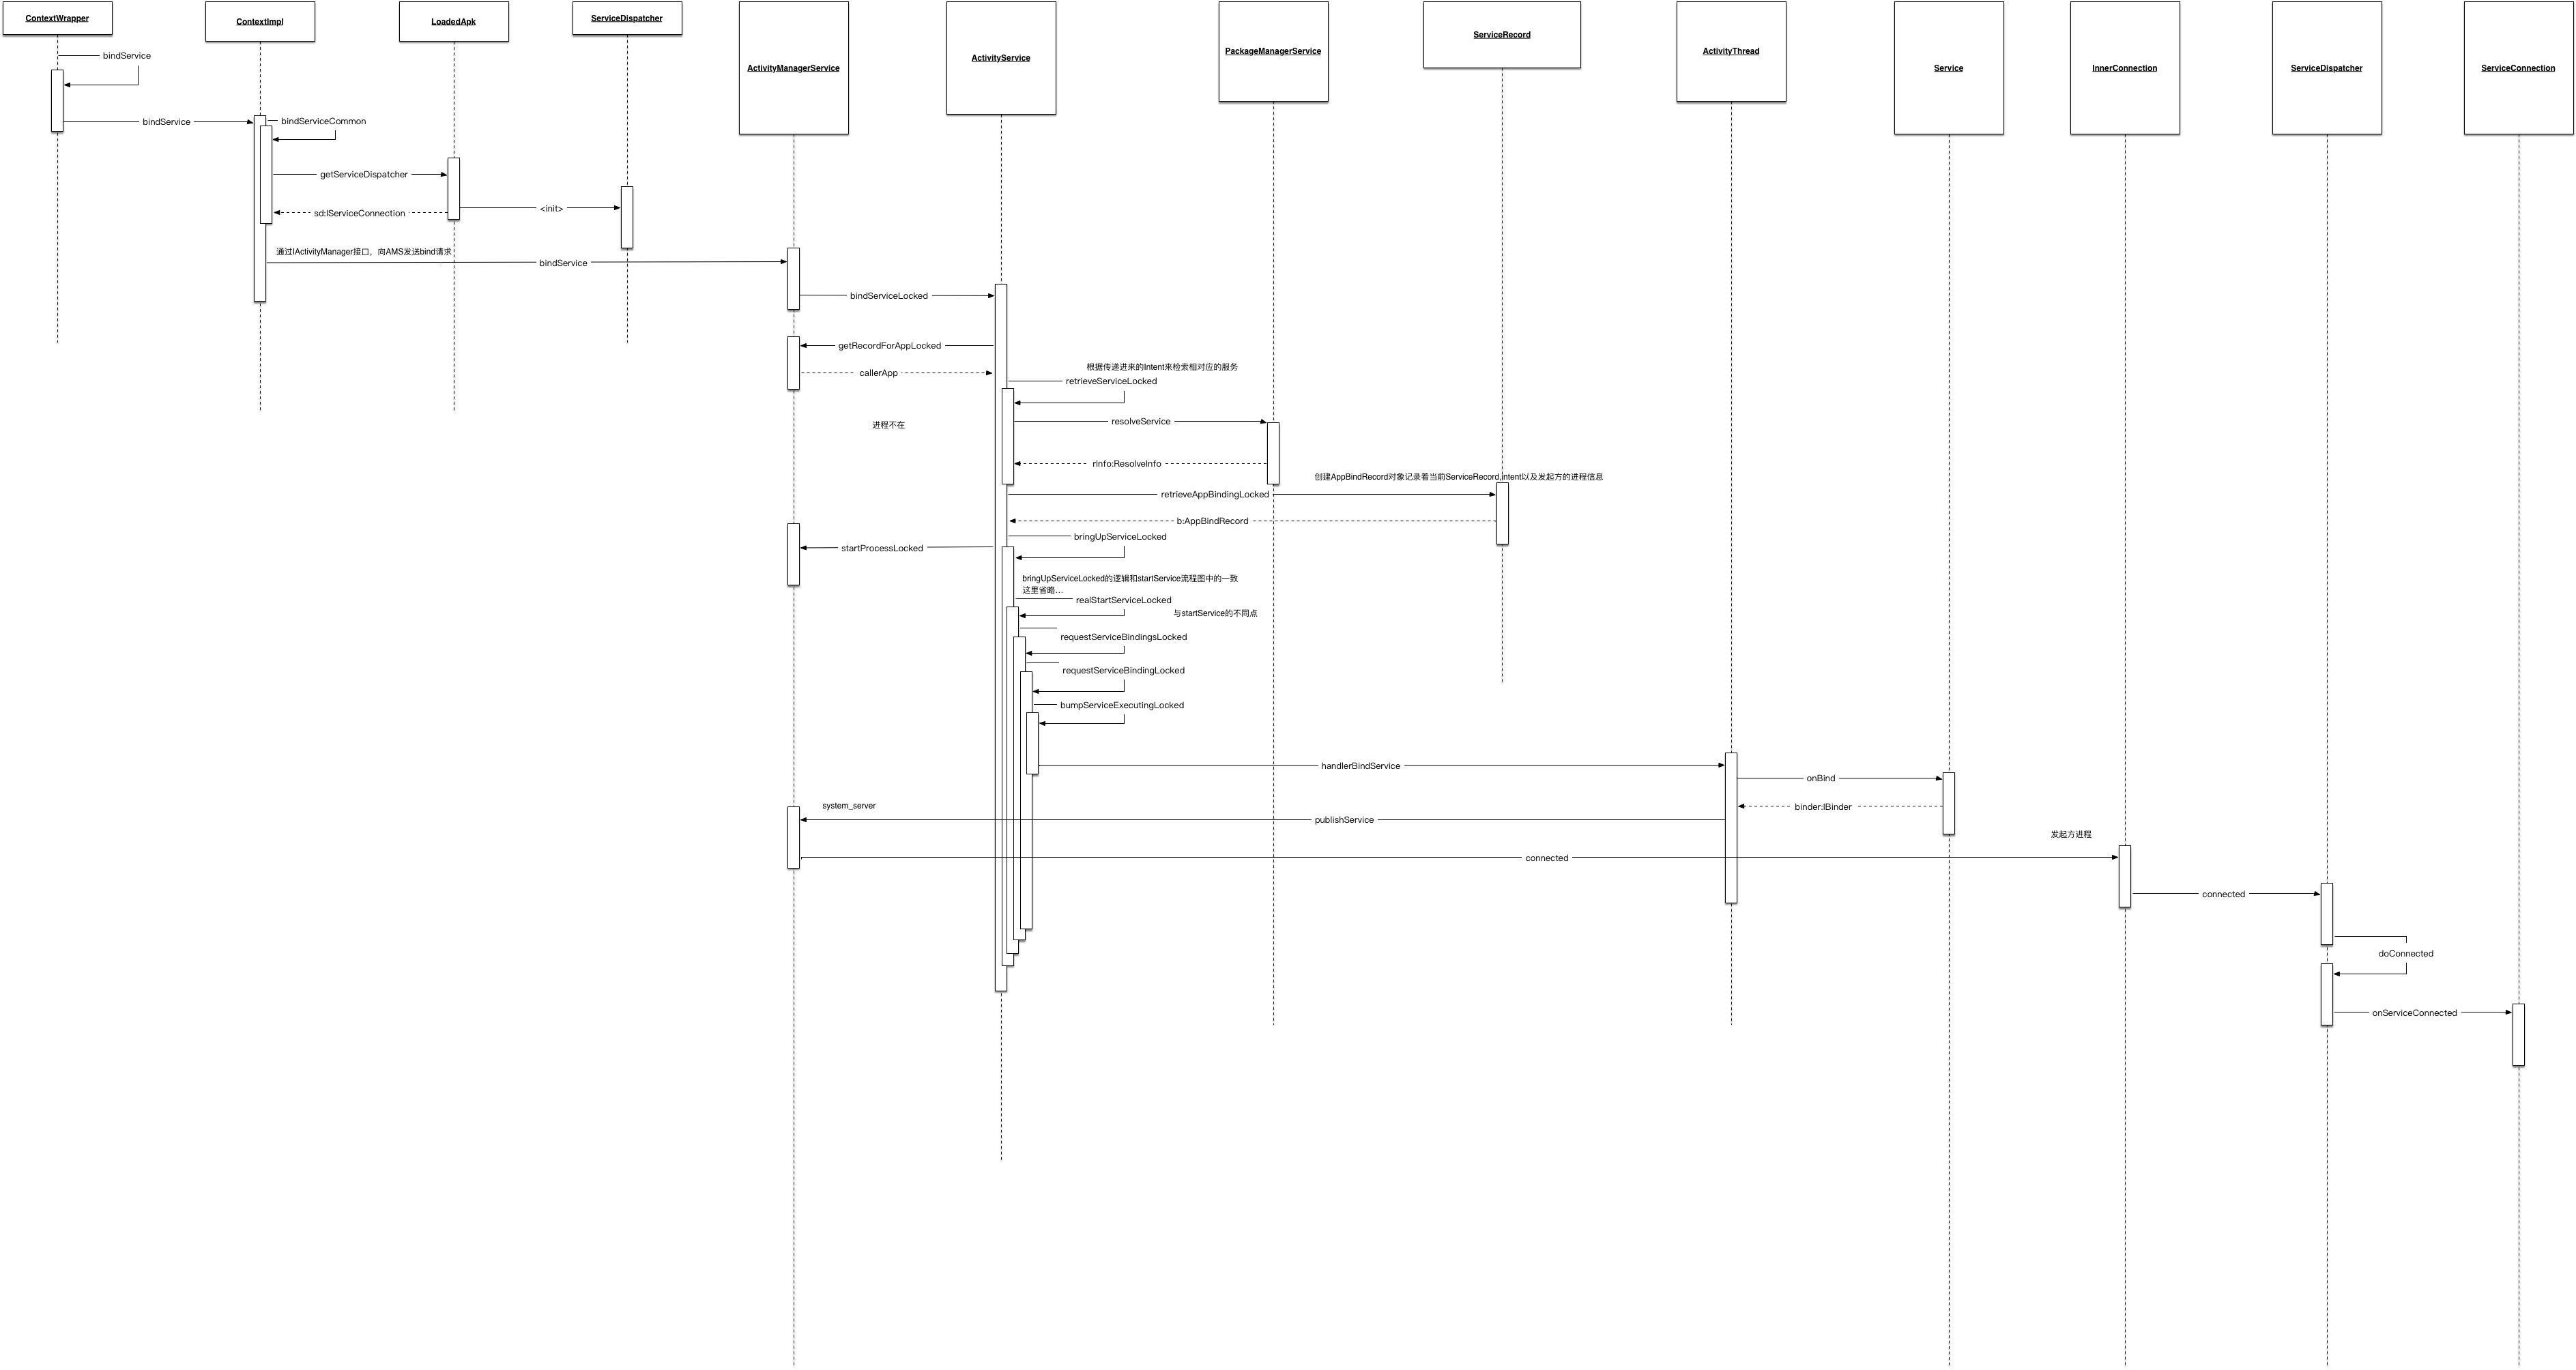 ContextWrapper
ContextImpl
LoadedApk
ServiceDispatcher
ActivityManagerService
ActivityService
PackageManagerService
ServiceRecord
ActivityThread
Service
InnerConnection
ServiceDispatcher
ServiceConnection
bindService
bindService
bindServiceCommon
getServiceDispatcher
<init>
sd:IServiceConnection
通过IActivityManager接口，向AMS发送bind请求
bindService
bindServiceLocked
getRecordForAppLocked
callerApp
根据传递进来的Intent来检索相对应的服务
retrieveServiceLocked
resolveService
进程不在
rInfo:ResolveInfo
创建AppBindRecord对象记录着当前ServiceRecord,intent以及发起方的进程信息
retrieveAppBindingLocked
b:AppBindRecord
bringUpServiceLocked
startProcessLocked
bringUpServiceLocked的逻辑和startService流程图中的一致
这里省略...
realStartServiceLocked
与startService的不同点
requestServiceBindingsLocked
requestServiceBindingLocked
bumpServiceExecutingLocked
handlerBindService
onBind
system_server
binder:IBinder
publishService
发起方进程
connected
connected
doConnected
onServiceConnected